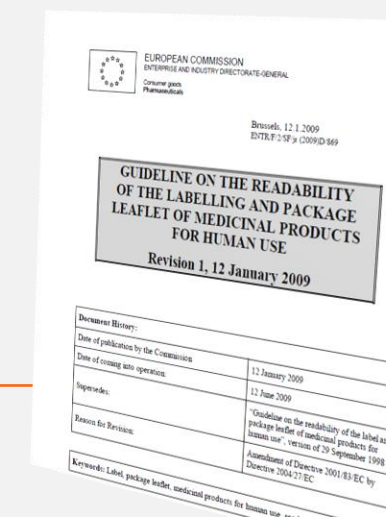 EUROPEAN COMMISSION
ENTERPRISE AND INDUSTRY DIRECTORATE-GENERAL
Consumer goods
Pharmaceuticals
Brussels, 12.1.2009
ENTR/F/2/SF/jr (2009)D/869
GUIDELINE ON THE READABILITY
OF THE LABELLING AND PACKAGE
LEAFLET OF MEDICINAL PRODUCTS
FOR HUMAN USE
Revision 1, 12 January 2009
Document History:
Date of publication by the Commission
12 January 2009
Date of coming into operation:
12 June 2009
Supersedes:
"Guideline on the readability of the label
package leaflet of medicinal products for
human use", version of 29 September 1998
Reason for Revision:
Amendment of Directive 2001/83/EC by
Directive 2004/27/EC
Keywords: Label, package leaflet, medicinal products for human use,